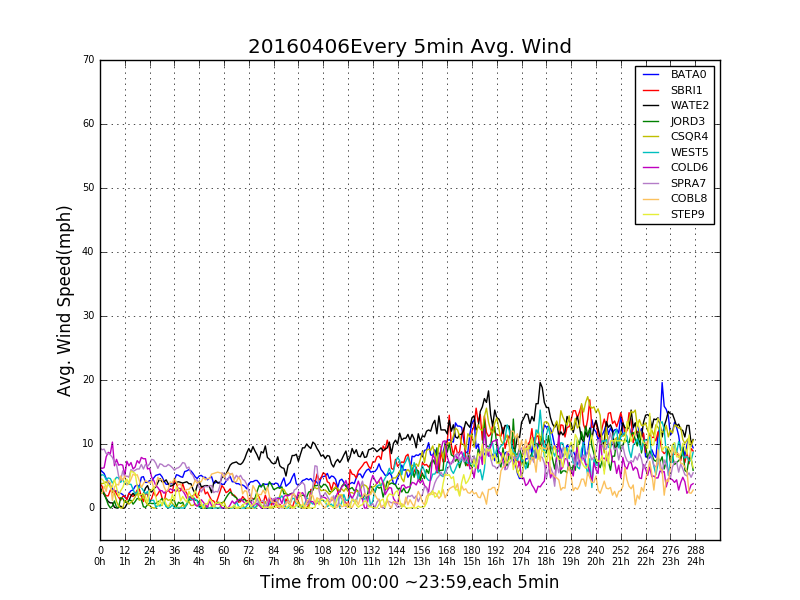 20160406Every 5min Avg. Wind
70
60
50
40
30
20
10
0
Avg. Wind Speed(mph)
BATA0
SBRI1
WATE2
JORD3
CSQR4
WEST5
COLD6
SPRA7
COBL8
STEP9
0 12 24 36 48 60 72 84 96 108 120 132 144 156 168 180 192 204 216 228 240 252 264 276 288
0h 1h 2h 3h 4h 5h 6h 7h 8h 9h 10h 11h 12h 13h 14h 15h 16h 17h 18h 19h 20h 21h 22h 23h 24h
Time from 00:00 ~23:59,each 5min